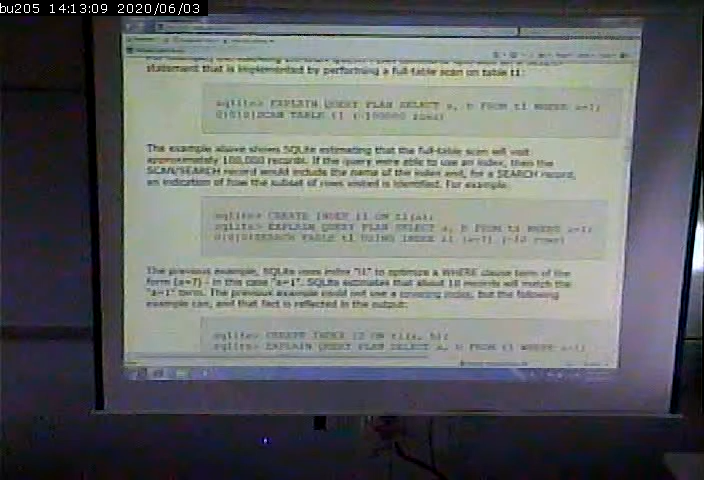 bu205 14:13:09 2020/06/03
statement that is implemented by performing a full-table scan on table t1:
sqlite> EXPLAIN QUERY PLAN SELECT a, b FROM t1 WHERE a=1;
0|0|0|SCAN TABLE t1 (~100000 rows)
The example above shows SQLite estimating that the full-table scan will visit
approximately 100,000 records. If the query were able to use an index, then the
SCAN/SEARCH record would include the name of the index and, for a SEARCH record,
an indication of how the subset of rows visited is identified. For example:
sqlite> CREATE INDEX i1 ON t1(a);
sqlite> EXPLAIN QUERY PLAN SELECT a, b FROM t1 WHERE a=1;
0|0|0|SEARCH TABLE t1 USING INDEX i1 (a=?) (~10 rows)
The previous example, SQLite uses index "i1" to optimize a WHERE clause term of the
form (a=?) - in this case "a=1". SQLite estimates that about 10 records will match the
"a=1" term. The previous example could not use a covering index, but the following
example can, and that fact is reflected in the output:
sqlite> CREATE INDEX i2 ON t1(a, b);
sqlite> EXPLAIN QUERY PLAN SELECT a, b FROM t1 WHERE a=1;